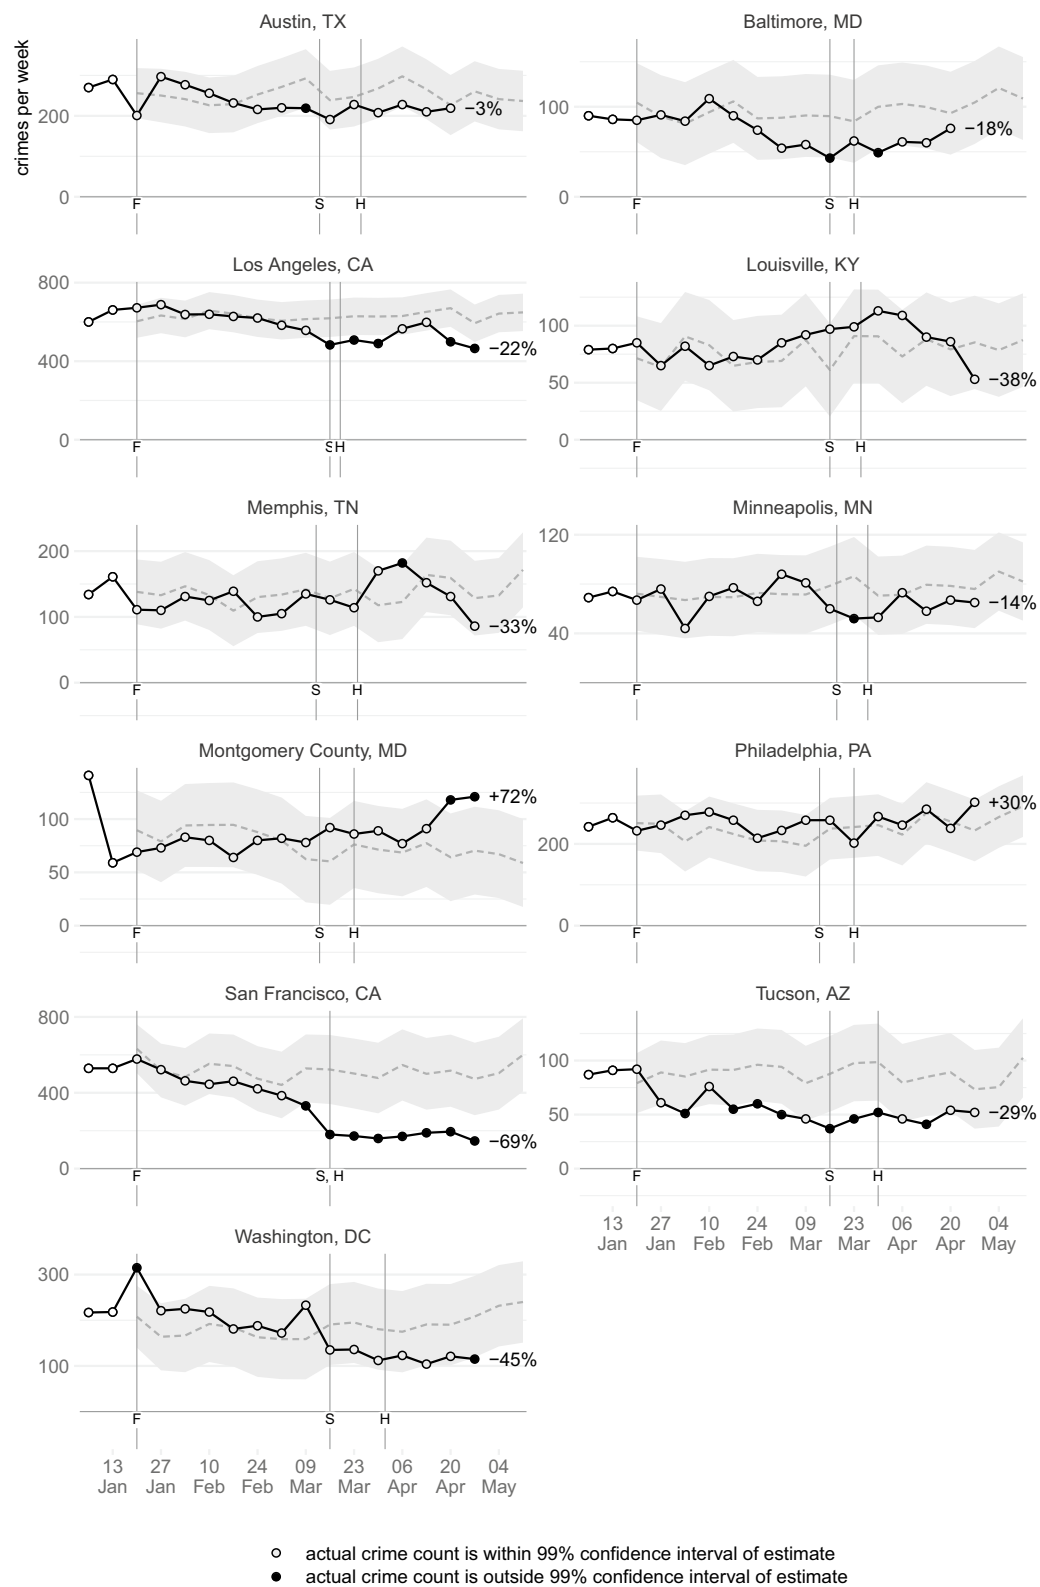 Austin, TX
Baltimore, MD
crimes per week
200
0
−3%
F
S
H
100
0
−18%
F
S
H
Los Angeles, CA
Louisville, KY
800
400
0
−22%
F
S
H
100
50
0
−38%
F
S
H
Memphis, TN
Minneapolis, MN
200
100
0
−33%
F
S
H
120
40
−14%
F
S
H
Montgomery County, MD
Philadelphia, PA
100
50
0
+72%
F
S
H
200
0
+30%
F
S
H
San Francisco, CA
Tucson, AZ
800
400
0
−69%
F
S, H
100
50
0
−29%
F
S
H
13 Jan
27 Jan
10 Feb
24 Feb
09 Mar
23 Mar
06 Apr
20 Apr
04 May
Washington, DC
300
100
−45%
F
S
H
13 Jan
27 Jan
10 Feb
24 Feb
09 Mar
23 Mar
06 Apr
20 Apr
04 May
actual crime count is within 99% confidence interval of estimate
actual crime count is outside 99% confidence interval of estimate